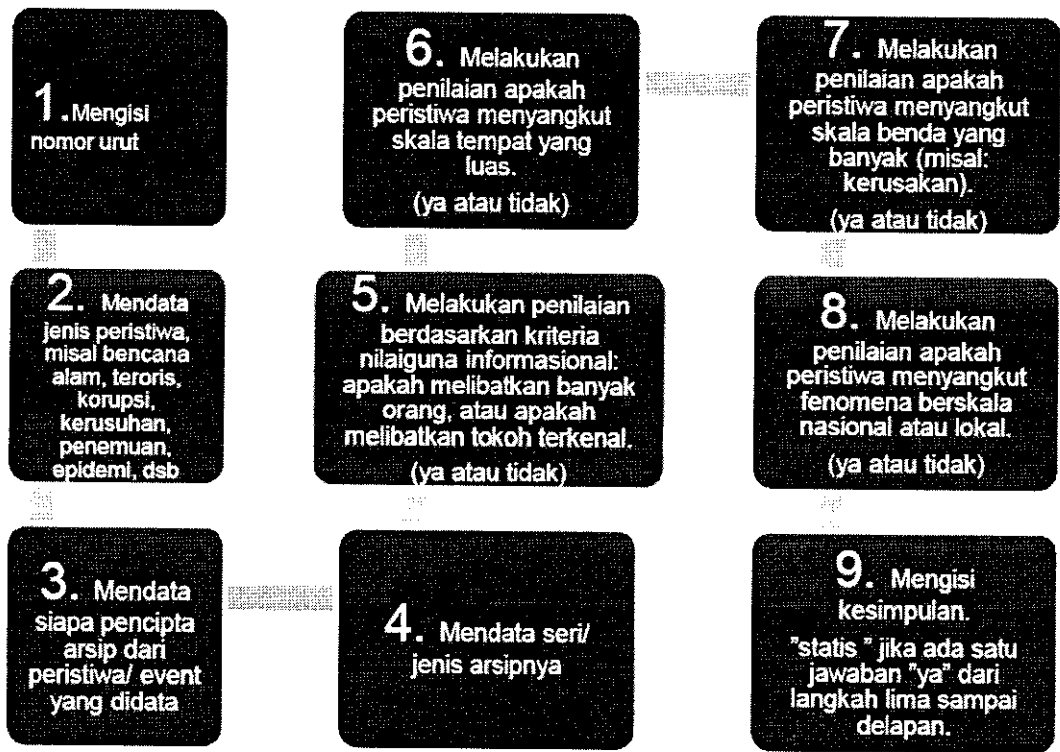 1.Mengisi
nomor urut
2. Mendata
jenis peristiwa,
misal bencana
alam, teroris,
korupsi,
kerusuhan,
penemuan,
epidemi, dsb
3. Mendata
siapa pencipta
arsip dari
peristiwa/ event
yang didata
4. Mendata seri/
jenis arsipnya
5. Melakukan penilaian
berdasarkan kriteria
nilaiguna informasional:
apakah melibatkan banyak
orang, atau apakah
melibatkan tokoh terkenal.
(ya atau tidak)
6. Melakukan
penilaian apakah
peristiwa menyangkut
skala tempat yang
luas.
(ya atau tidak)
7. Melakukan
penilaian apakah
peristiwa menyangkut
skala benda yang
banyak (misal:
kerusakan).
(ya atau tidak)
8. Melakukan
penilaian apakah
peristiwa menyangkut
fenomena berskala
nasional atau lokal.
(ya atau tidak)
9. Mengisi
kesimpulan.
"statis " jika ada satu
jawaban "ya" dari
langkah lima sampai
delapan.